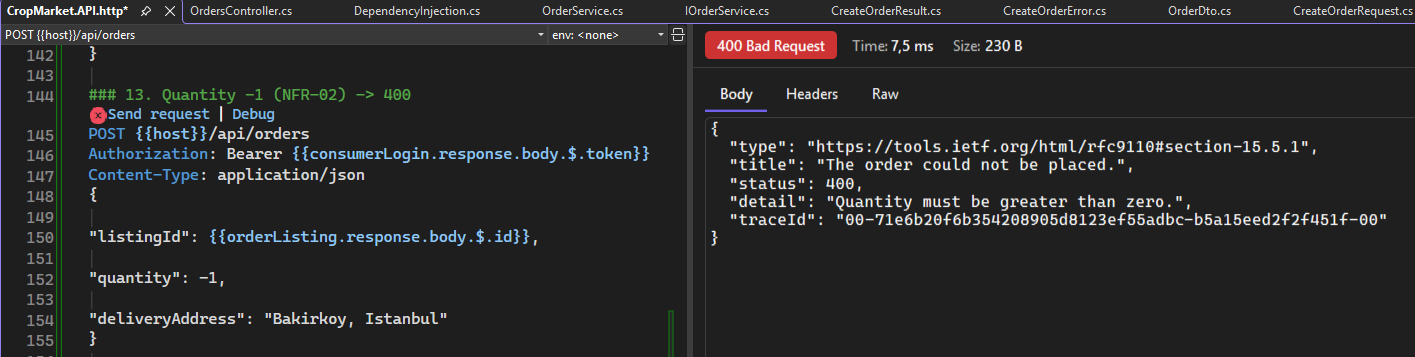 CropMarket.API.http* OrdersController.cs DependencyInjection.cs OrderService.cs IOrderService.cs CreateOrderResult.cs CreateOrderError.cs OrderDto.cs CreateOrderRequest.cs
POST {{host}}/api/orders env: <none>
142 }
143
144 ### 13. Quantity -1 (NFR-02) -> 400
Send request | Debug
145 POST {{host}}/api/orders
146 Authorization: Bearer {{consumerLogin.response.body.$.token}}
147 Content-Type: application/json
148 {
149
150 "listingId": {{orderListing.response.body.$.id}},
151
152 "quantity": -1,
153
154 "deliveryAddress": "Bakirkoy, Istanbul"
155 }
400 Bad Request Time: 7,5 ms Size: 230 B
Body Headers Raw
{
"type": "https://tools.ietf.org/html/rfc9110#section-15.5.1",
"title": "The order could not be placed.",
"status": 400,
"detail": "Quantity must be greater than zero.",
"traceId": "00-71e6b20f6b354208905d8123ef55adbc-b5a15eed2f2f451f-00"
}